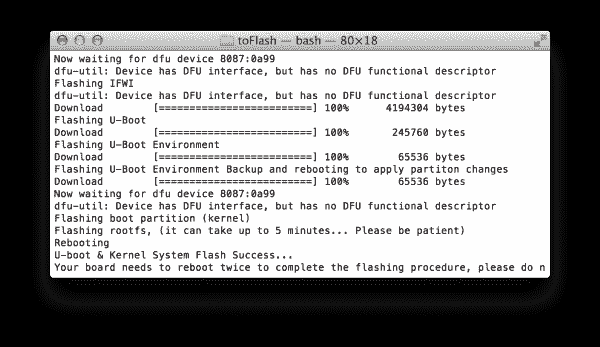 toFlash — bash — 80×18
Now waiting for dfu device 8087:0a99
dfu-util: Device has DFU interface, but has no DFU functional descriptor
Flashing IFWI
dfu-util: Device has DFU interface, but has no DFU functional descriptor
Download [=========================] 100% 4194304 bytes
Flashing U-Boot
Download [=========================] 100% 245760 bytes
Flashing U-Boot Environment
Download [=========================] 100% 65536 bytes
Flashing U-Boot Environment Backup and rebooting to apply partiton changes
Download [=========================] 100% 65536 bytes
Now waiting for dfu device 8087:0a99
dfu-util: Device has DFU interface, but has no DFU functional descriptor
Flashing boot partition (kernel)
Flashing rootfs, (it can take up to 5 minutes... Please be patient)
Rebooting
U-boot & Kernel System Flash Success...
Your board needs to reboot twice to complete the flashing procedure, please do n